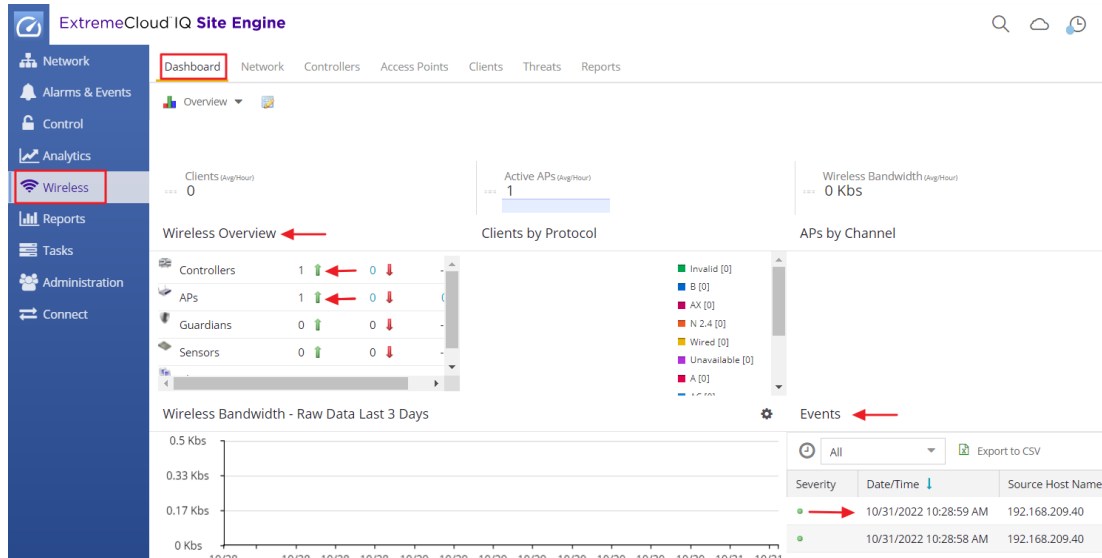 ExtremeCloud IQ Site Engine
Network
Alarms & Events
Control
Analytics
Wireless
Reports
Tasks
Administration
Connect
Dashboard Network Controllers Access Points Clients Threats Reports
Overview
Clients (Avg/Hour)
0
Active APs (Avg/Hour)
1
Wireless Bandwidth (Avg/Hour)
0 Kbs
Wireless Overview
Controllers 1 0 -
APs 1 0
Guardians 0 0 -
Sensors 0 0 -
Clients by Protocol
Invalid [0]
B [0]
AX [0]
N 2.4 [0]
Wired [0]
Unavailable [0]
A [0]
APs by Channel
Wireless Bandwidth - Raw Data Last 3 Days
0.5 Kbs
0.33 Kbs
0.17 Kbs
0 Kbs
Events
All Export to CSV
Severity Date/Time Source Host Name
10/31/2022 10:28:59 AM 192.168.209.40
10/31/2022 10:28:58 AM 192.168.209.40